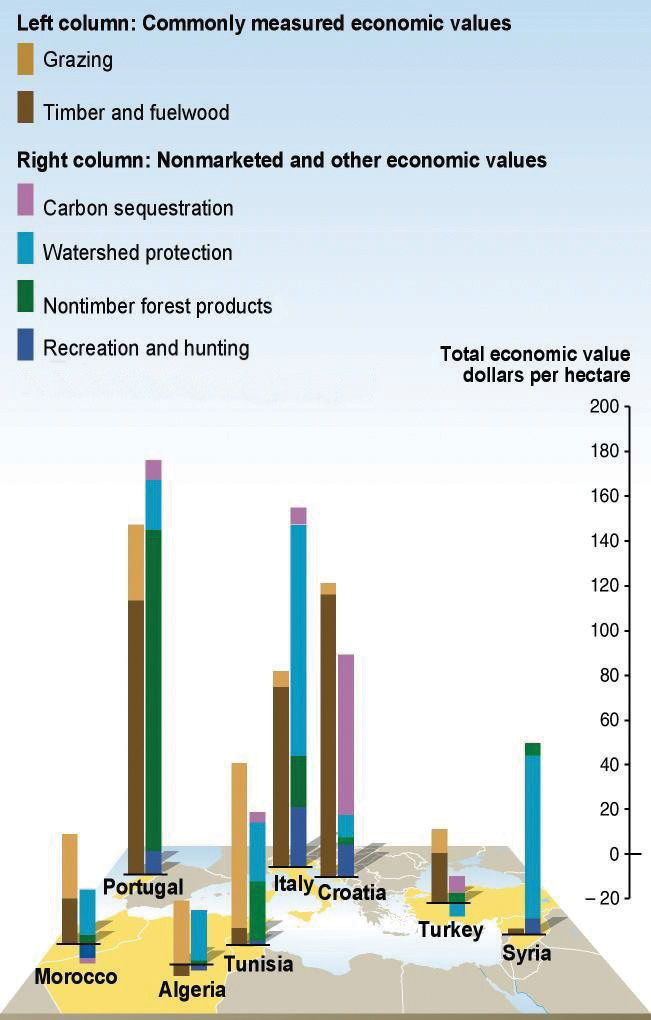 Left column: Commonly measured economic values
Grazing
Timber and fuelwood
Right column: Nonmarketed and other economic values
Carbon sequestration
Watershed protection
Nontimber forest products
Recreation and hunting
Total economic value
dollars per hectare
200
180
160
140
120
100
80
60
40
20
0
– 20
Portugal
Italy
Croatia
Turkey
Syria
Morocco
Algeria
Tunisia